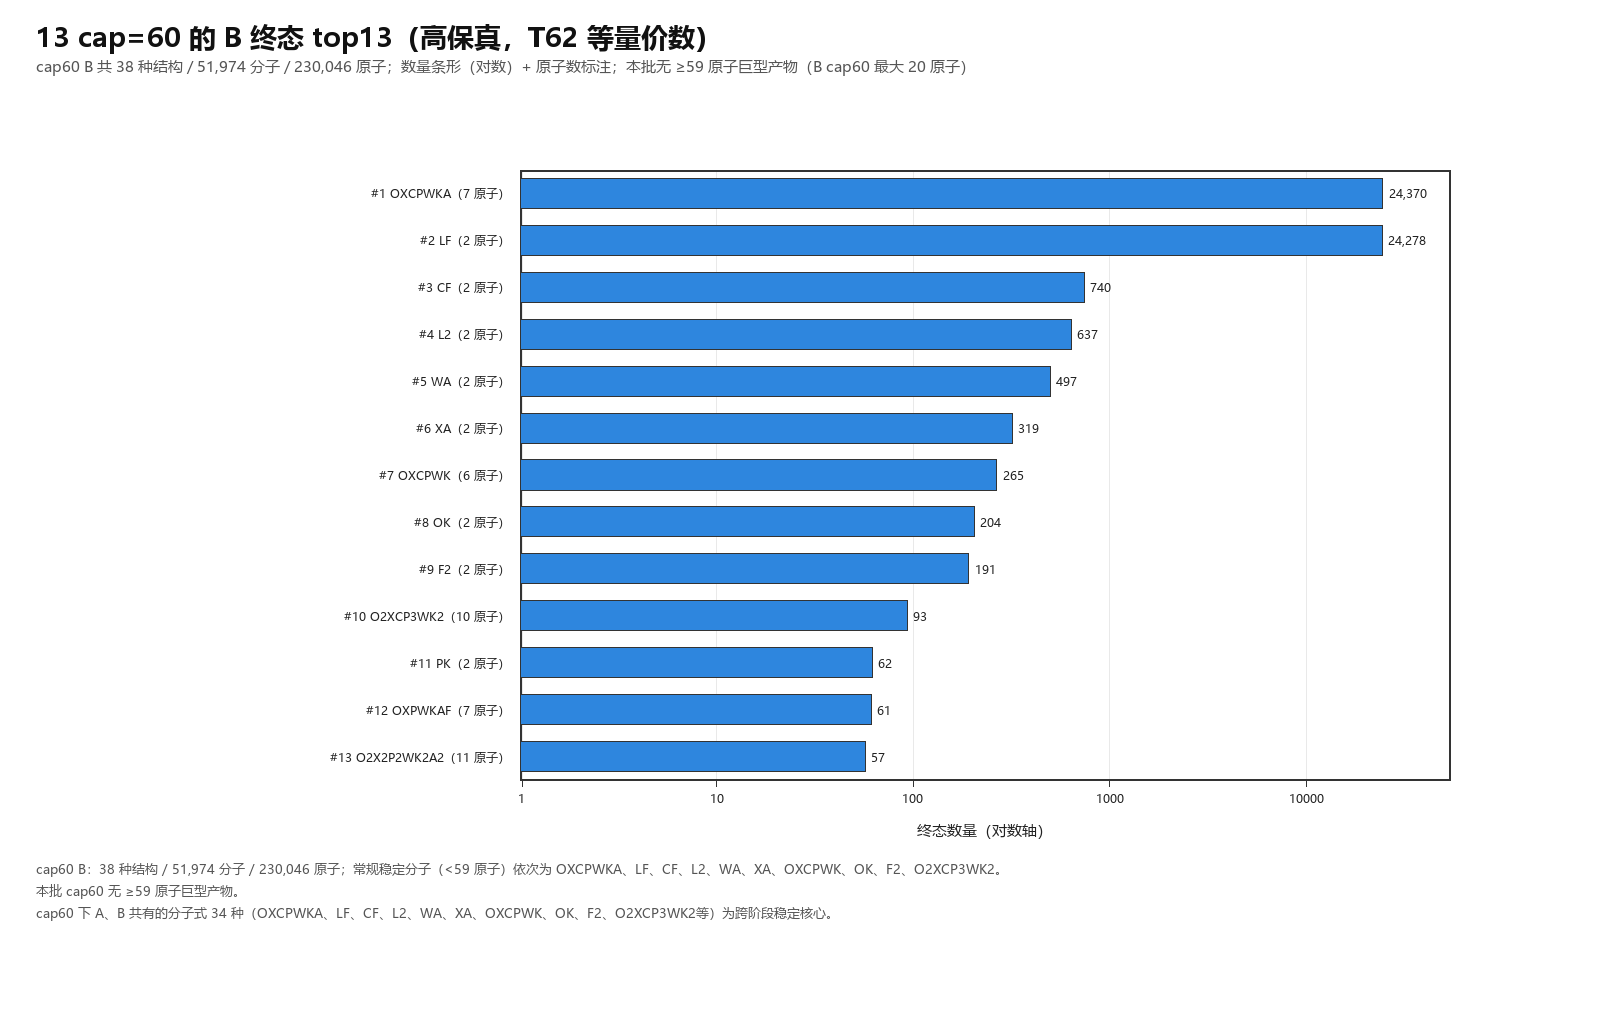 13 cap=60 的 B 终态 top13（高保真，T62 等量价数）
cap60 B 共 38 种结构 / 51,974 分子 / 230,046 原子；数量条形（对数）+ 原子数标注；本批无 ≥59 原子巨型产物（B cap60 最大 20 原子）
#1 OXCPWKA（7 原子） 24,370
#2 LF（2 原子） 24,278
#3 CF（2 原子） 740
#4 L2（2 原子） 637
#5 WA（2 原子） 497
#6 XA（2 原子） 319
#7 OXCPWK（6 原子） 265
#8 OK（2 原子） 204
#9 F2（2 原子） 191
#10 O2XCP3WK2（10 原子） 93
#11 PK（2 原子） 62
#12 OXPWKAF（7 原子） 61
#13 O2X2P2WK2A2（11 原子） 57
1 10 100 1000 10000
终态数量（对数轴）
cap60 B：38 种结构 / 51,974 分子 / 230,046 原子；常规稳定分子（<59 原子）依次为 OXCPWKA、LF、CF、L2、WA、XA、OXCPWK、OK、F2、O2XCP3WK2。
本批 cap60 无 ≥59 原子巨型产物。
cap60 下 A、B 共有的分子式 34 种（OXCPWKA、LF、CF、L2、WA、XA、OXCPWK、OK、F2、O2XCP3WK2等）为跨阶段稳定核心。